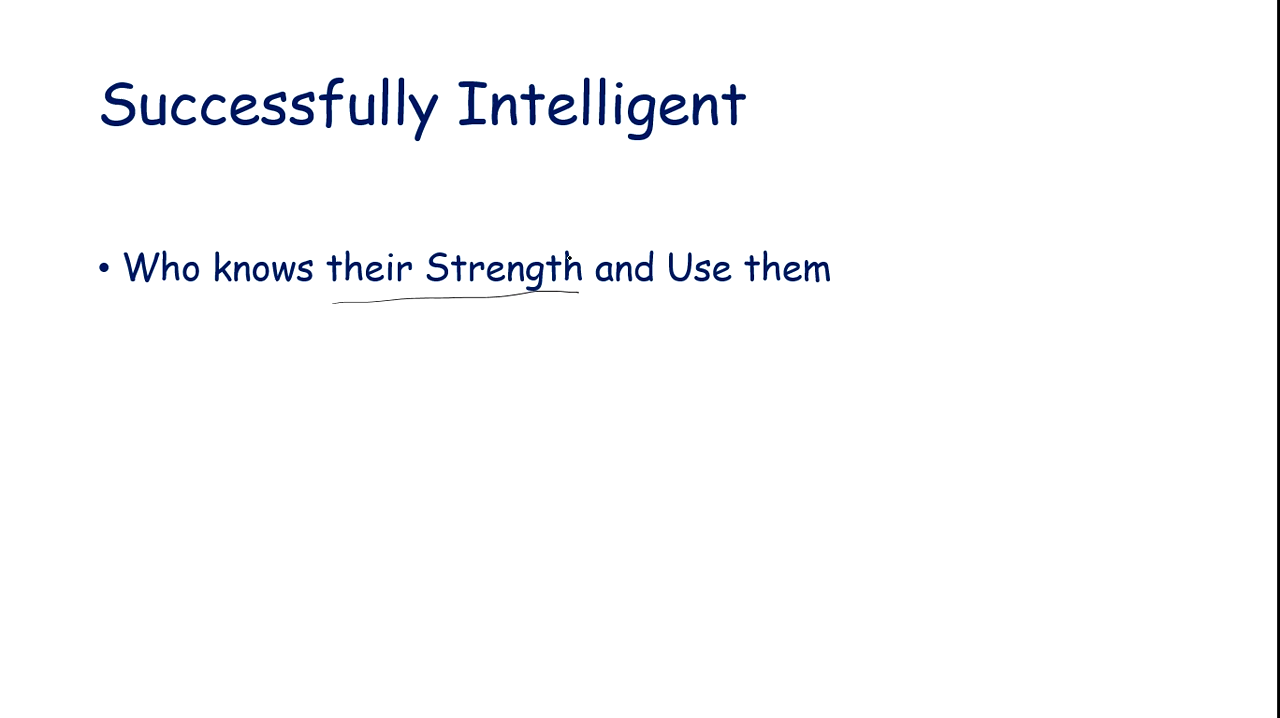 Successfully Intelligent
• Who knows their Strength and Use them